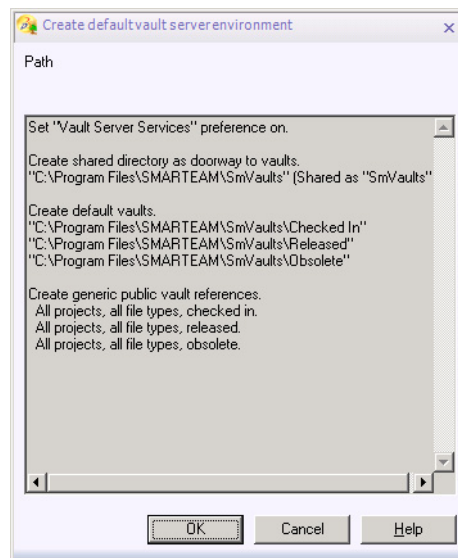 Create default vault server environment
Path
Set "Vault Server Services" preference on.
Create shared directory as doorway to vaults.
"C:\Program Files\SMARTEAM\SmVaults" (Shared as "SmVaults"
Create default vaults.
"C:\Program Files\SMARTEAM\SmVaults\Checked In"
"C:\Program Files\SMARTEAM\SmVaults\Released"
"C:\Program Files\SMARTEAM\SmVaults\Obsolete"
Create generic public vault references.
All projects, all file types, checked in.
All projects, all file types, released.
All projects, all file types, obsolete.
OK Cancel Help